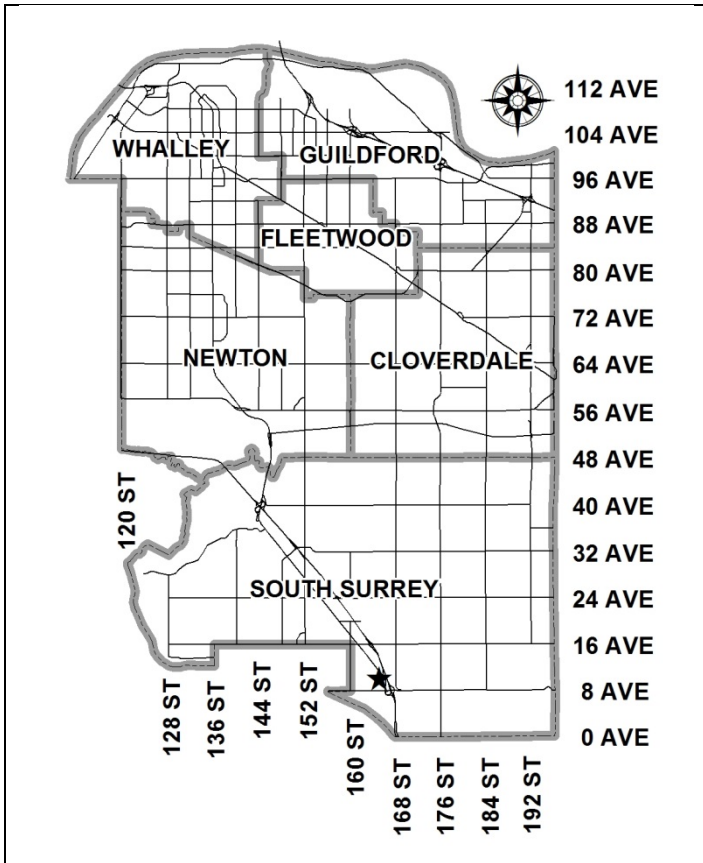 112 AVE
104 AVE
WHALLEY
GUILDFORD
96 AVE
88 AVE
FLEETWOOD
80 AVE
72 AVE
NEWTON
CLOVERDALE
64 AVE
56 AVE
48 AVE
120 ST
40 AVE
32 AVE
SOUTH SURREY
24 AVE
16 AVE
8 AVE
0 AVE
128 ST
136 ST
144 ST
152 ST
160 ST
168 ST
176 ST
184 ST
192 ST